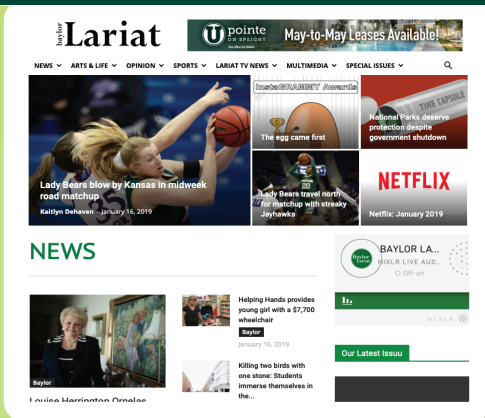 baylor Lariat
U pointe ON SPEIGHT May-to-May Leases Available!
NEWS ARTS & LIFE OPINION SPORTS LARIAT TV NEWS MULTIMEDIA SPECIAL ISSUES
InstaGRAMMY Awards
The egg came first
TIME CAPSULE
National Parks deserve
protection despite
government shutdown
Lady Bears blow by Kansas in midweek
road matchup
Kaitlyn Dehaven - January 16, 2019
Lady Bears travel north
for matchup with streaky
Jayhawks
NETFLIX
Netflix: January 2019
NEWS
Baylor Lariat
BAYLOR LA...
MIXLR LIVE AUD...
Off-air
MIXLR
Helping Hands provides
young girl with a $7,700
wheelchair
Baylor
January 16, 2019
Our Latest Issuu
Killing two birds with
one stone: Students
immerse themselves in
the...
Baylor
Louise Herrington Ornelas